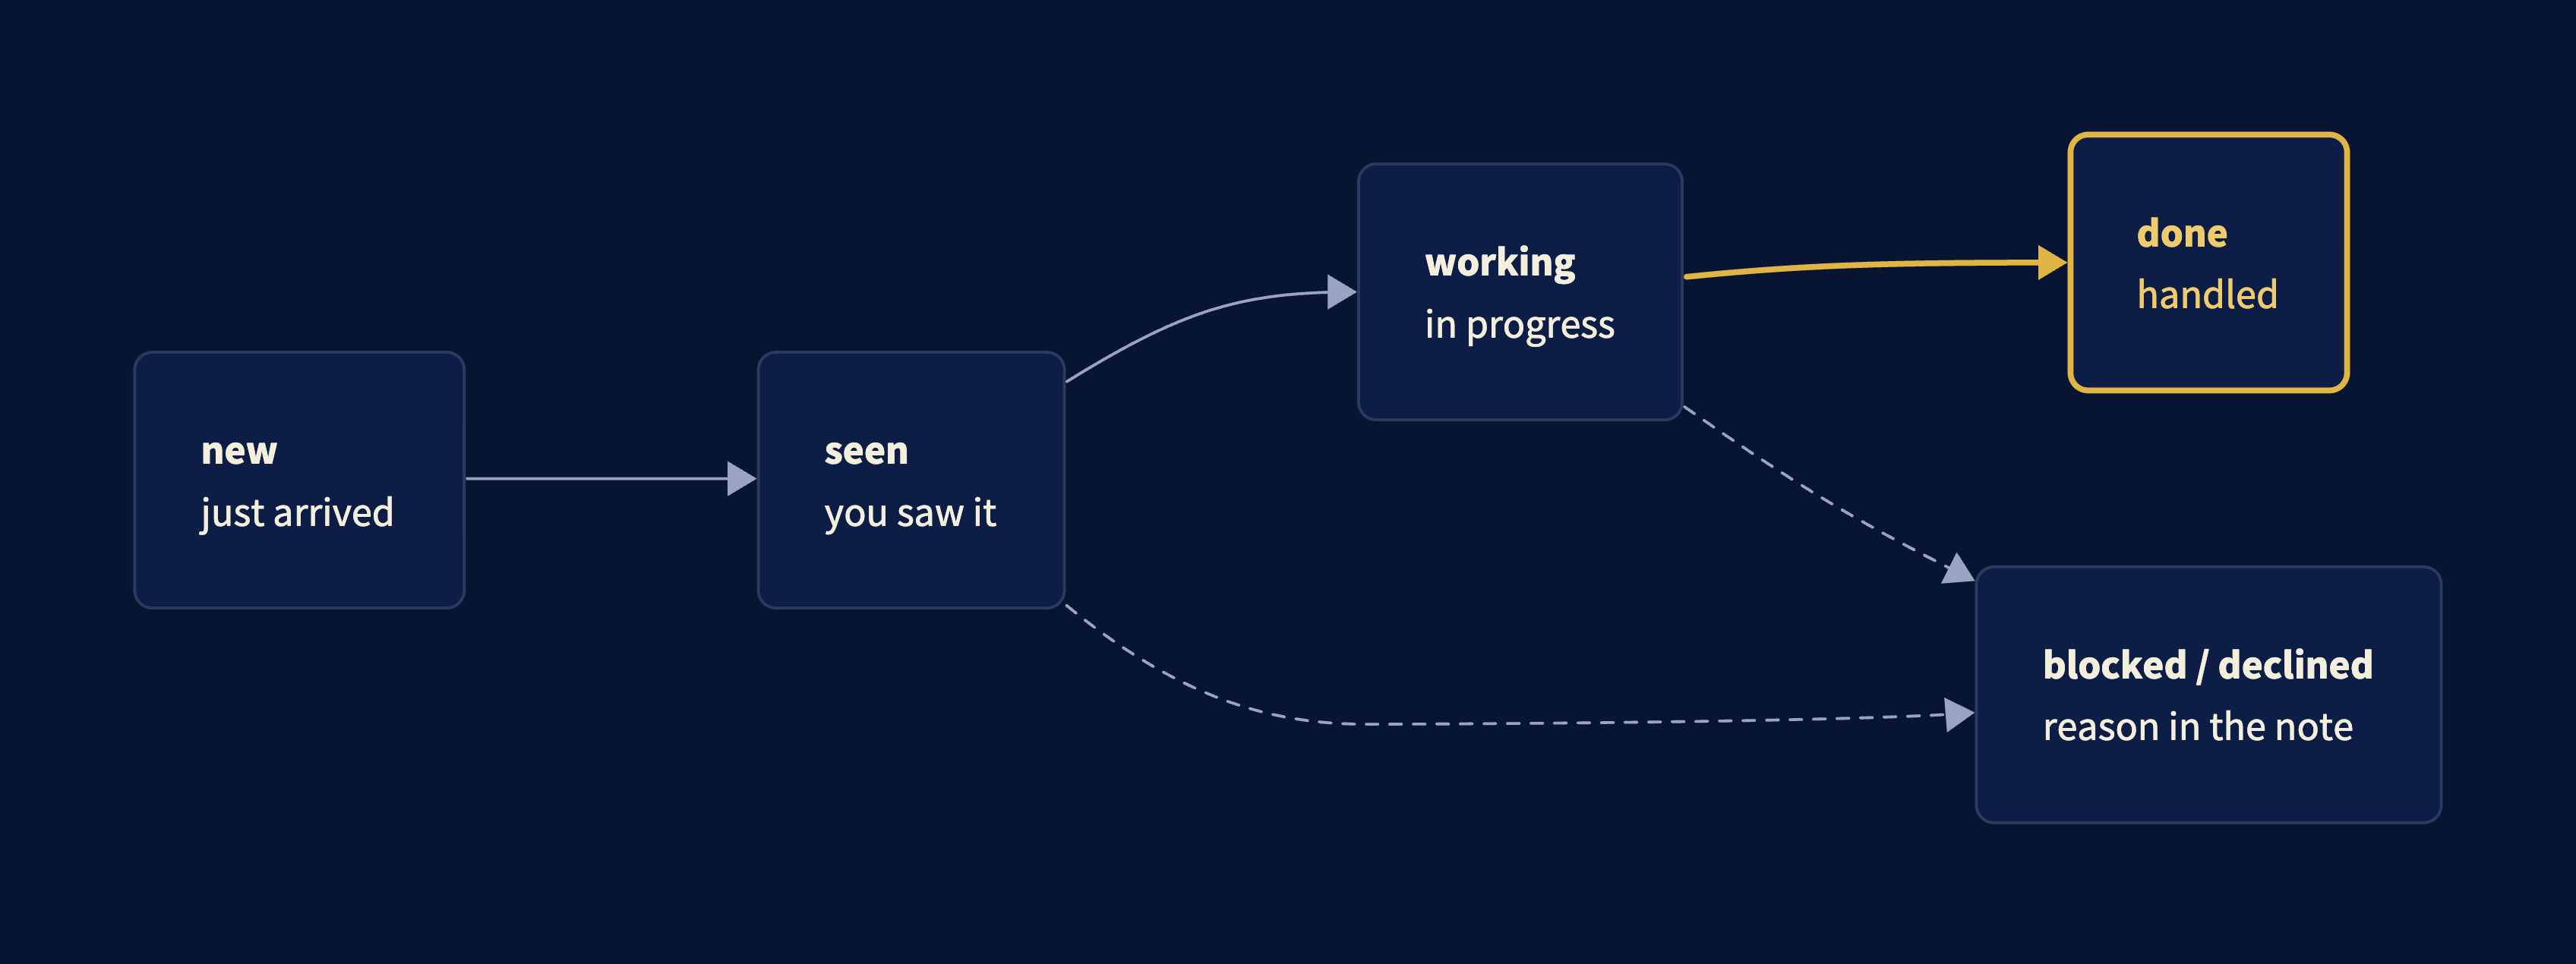 new
just arrived
seen
you saw it
working
in progress
done
handled
blocked / declined
reason in the note